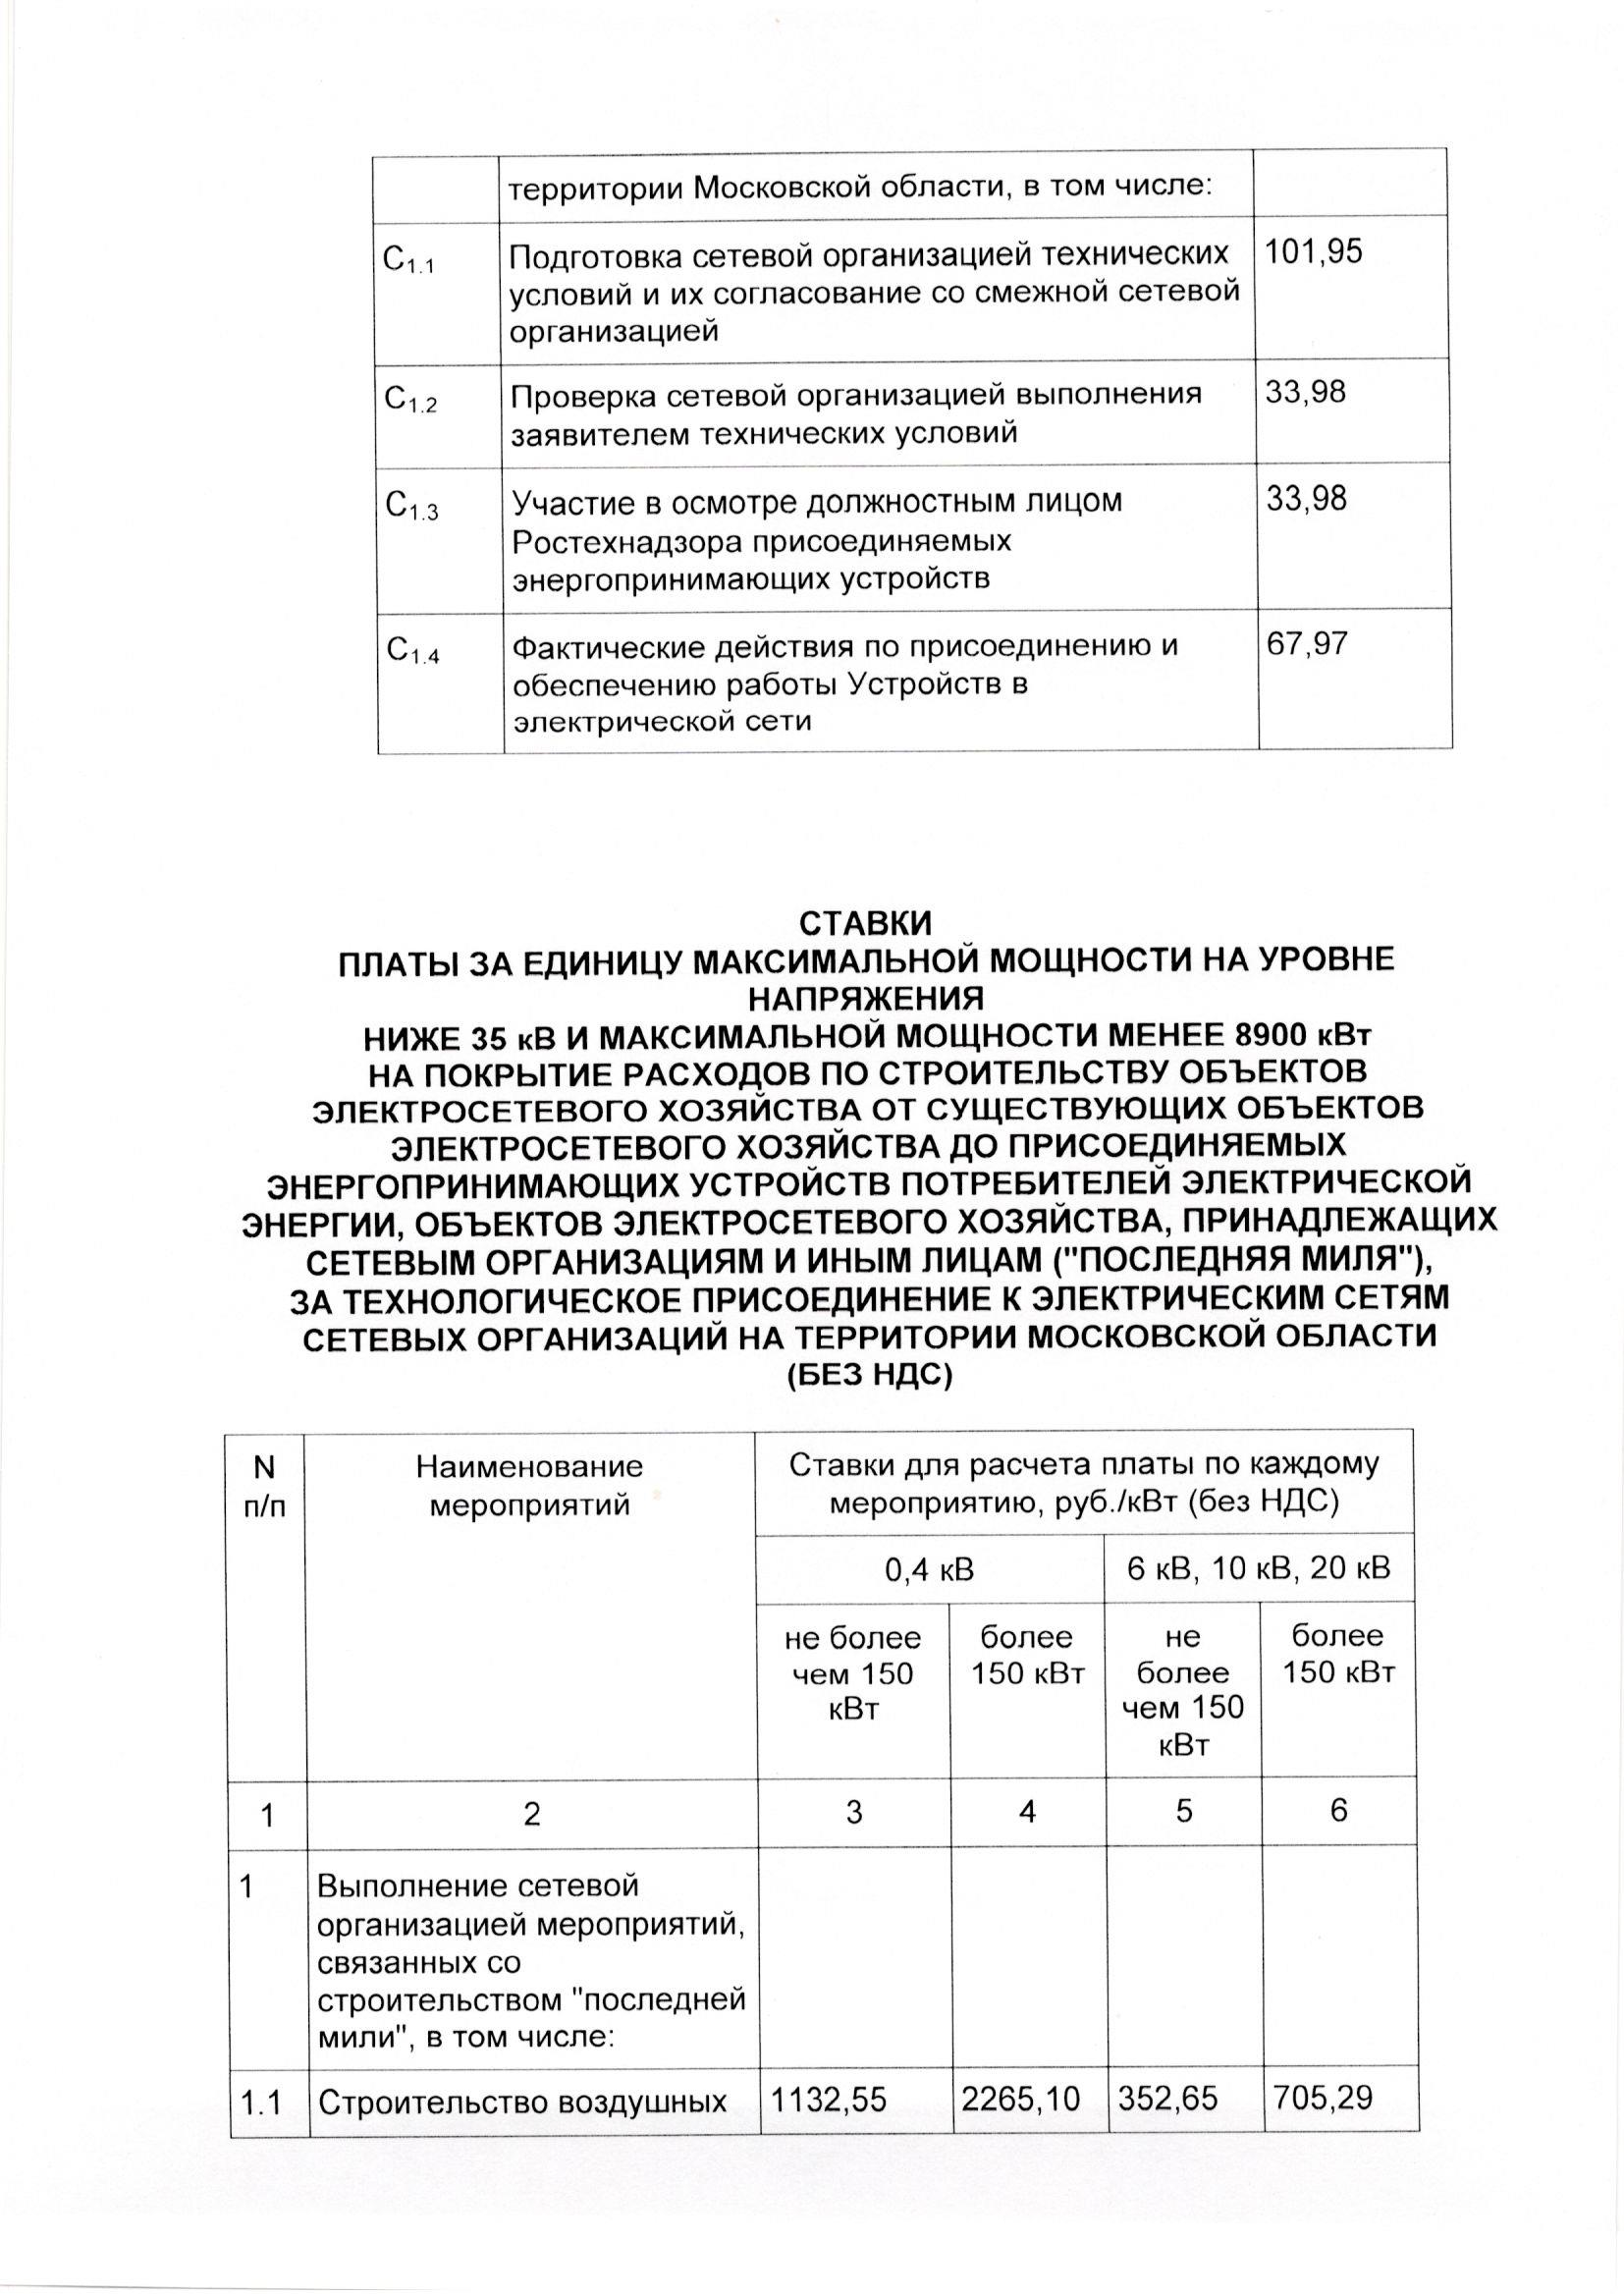 территории Московской области, в том числе:
С1.1 Подготовка сетевой организацией технических 101,95
условий и их согласование со смежной сетевой
организацией
С1.2 Проверка сетевой организацией выполнения 33,98
заявителем технических условий
С1.3 Участие в осмотре должностным лицом 33,98
Ростехнадзора присоединяемых
энергопринимающих устройств
С1.4 Фактические действия по присоединению и 67,97
обеспечению работы Устройств в
электрической сети
СТАВКИ
ПЛАТЫ ЗА ЕДИНИЦУ МАКСИМАЛЬНОЙ МОЩНОСТИ НА УРОВНЕ
НАПРЯЖЕНИЯ
НИЖЕ 35 кВ И МАКСИМАЛЬНОЙ МОЩНОСТИ МЕНЕЕ 8900 кВт
НА ПОКРЫТИЕ РАСХОДОВ ПО СТРОИТЕЛЬСТВУ ОБЪЕКТОВ
ЭЛЕКТРОСЕТЕВОГО ХОЗЯЙСТВА ОТ СУЩЕСТВУЮЩИХ ОБЪЕКТОВ
ЭЛЕКТРОСЕТЕВОГО ХОЗЯЙСТВА ДО ПРИСОЕДИНЯЕМЫХ
ЭНЕРГОПРИНИМАЮЩИХ УСТРОЙСТВ ПОТРЕБИТЕЛЕЙ ЭЛЕКТРИЧЕСКОЙ
ЭНЕРГИИ, ОБЪЕКТОВ ЭЛЕКТРОСЕТЕВОГО ХОЗЯЙСТВА, ПРИНАДЛЕЖАЩИХ
СЕТЕВЫМ ОРГАНИЗАЦИЯМ И ИНЫМ ЛИЦАМ ("ПОСЛЕДНЯЯ МИЛЯ"),
ЗА ТЕХНОЛОГИЧЕСКОЕ ПРИСОЕДИНЕНИЕ К ЭЛЕКТРИЧЕСКИМ СЕТЯМ
СЕТЕВЫХ ОРГАНИЗАЦИЙ НА ТЕРРИТОРИИ МОСКОВСКОЙ ОБЛАСТИ
(БЕЗ НДС)
N
п/п
Наименование
мероприятий
Ставки для расчета платы по каждому
мероприятию, руб./кВт (без НДС)
0,4 кВ
6 кВ, 10 кВ, 20 кВ
не более
чем 150
кВт
более
150 кВт
не
более
чем 150
кВт
более
150 кВт
1 2 3 4 5 6
1 Выполнение сетевой
организацией мероприятий,
связанных со
строительством "последней
мили", в том числе:
1.1 Строительство воздушных 1132,55 2265,10 352,65 705,29